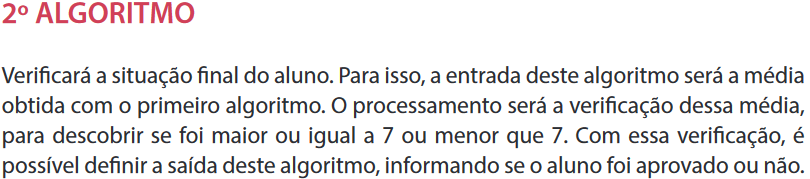 2º ALGORITMO
Verificará a situação final do aluno. Para isso, a entrada deste algoritmo será a média
obtida com o primeiro algoritmo. O processamento será a verificação dessa média,
para descobrir se foi maior ou igual a 7 ou menor que 7. Com essa verificação, é
possível definir a saída deste algoritmo, informando se o aluno foi aprovado ou não.